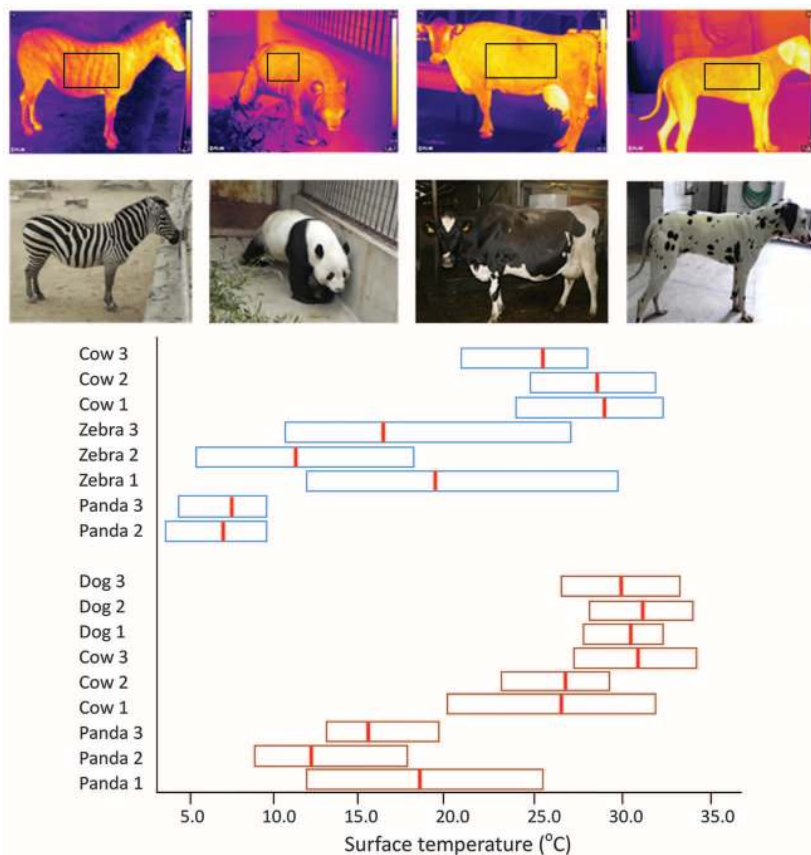 Cow 3
Cow 2
Cow 1
Zebra 3
Zebra 2
Zebra 1
Panda 3
Panda 2
Dog 3
Dog 2
Dog 1
Cow 3
Cow 2
Cow 1
Panda 3
Panda 2
Panda 1
5.0 10.0 15.0 20.0 25.0 30.0 35.0
Surface temperature (°C)